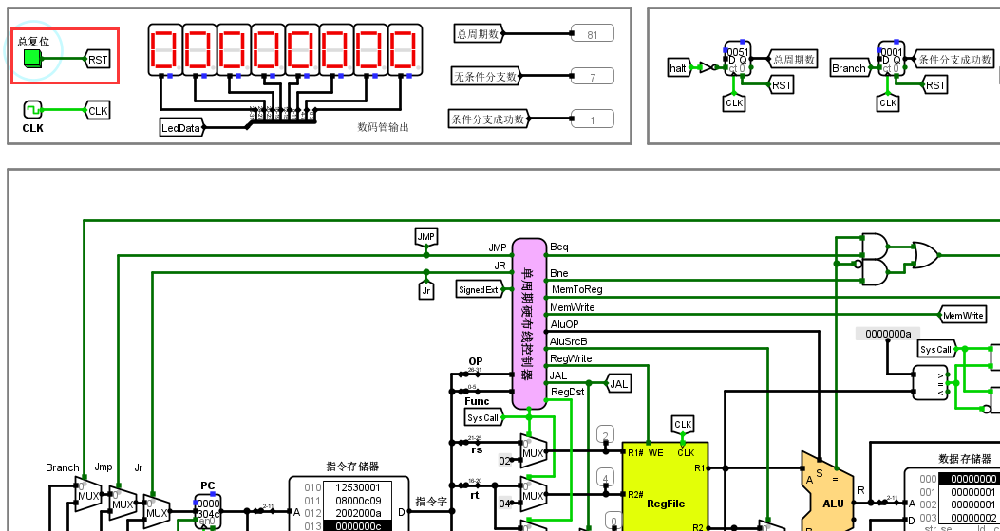 总复位
RST
CLK
CLK
00000000
LedData
数码管输出
总周期数
81
无条件分支数
7
条件分支成功数
1
halt
0051
D Q
ct 0
总周期数
RST
CLK
Branch
0001
D Q
ct 0
条件分支成功数
RST
CLK
JMP
JMP
JR
Jr
SignedExt
单周期硬布线控制器
Beq
Bne
MemToReg
MemWrite
MemWrite
AluOP
AluSrcB
RegWrite
JAL
JAL
RegDst
0000000a
SysCall
>
=
<
OP
26-31
0-5
Func
SysCall
21-25
rs
0
MUX
02
2
16-20
rt
MUX
04
4
CLK
R1# WE
CLK
R1
R2#
RegFile
R2
S
A
=
ALU
B
R
2-11
数据存储器
000 00000000
001 00000001
002 00000001
003 00000002
A
D
str sel
Branch
Jmp
Jr
MUX
MUX
MUX
PC
0000
304c
en0
2-11
指令存储器
010 12530001
011 08000c09
012 2002000a
013 0000000c
A
D
指令字